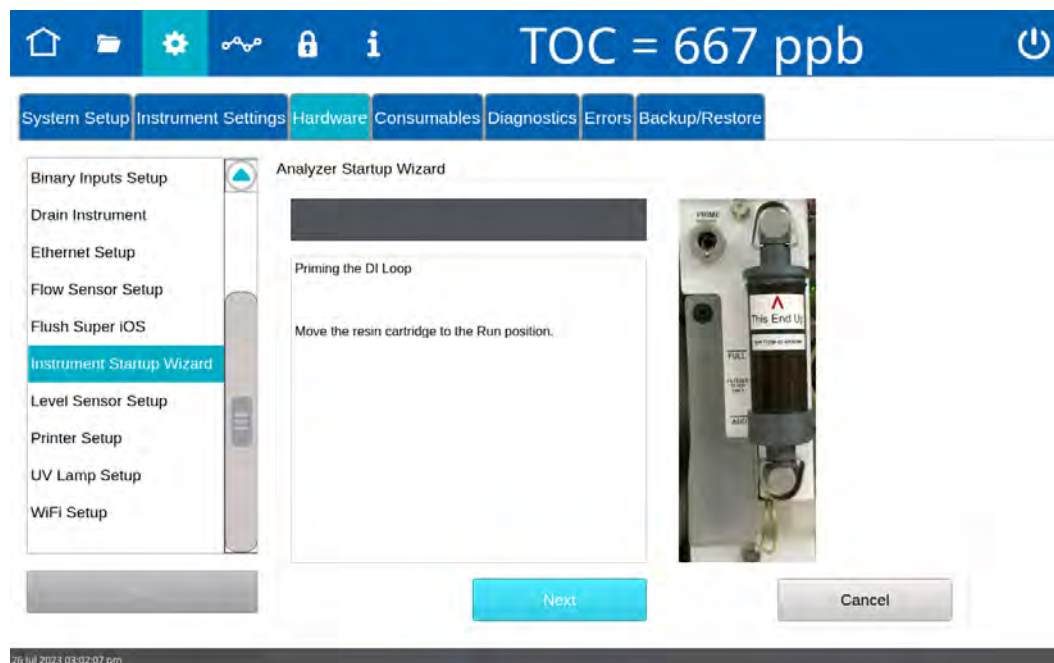 TOC = 667 ppb
System Setup Instrument Settings Hardware Consumables Diagnostics Errors Backup/Restore
Binary Inputs Setup
Drain Instrument
Ethernet Setup
Flow Sensor Setup
Flush Super iOS
Instrument Startup Wizard
Level Sensor Setup
Printer Setup
UV Lamp Setup
WiFi Setup
Analyzer Startup Wizard
Priming the DI Loop
Move the resin cartridge to the Run position.
PRIME
This End Up
FULL
ADD
Next
Cancel
26 Jul 2023 03:02:07 pm